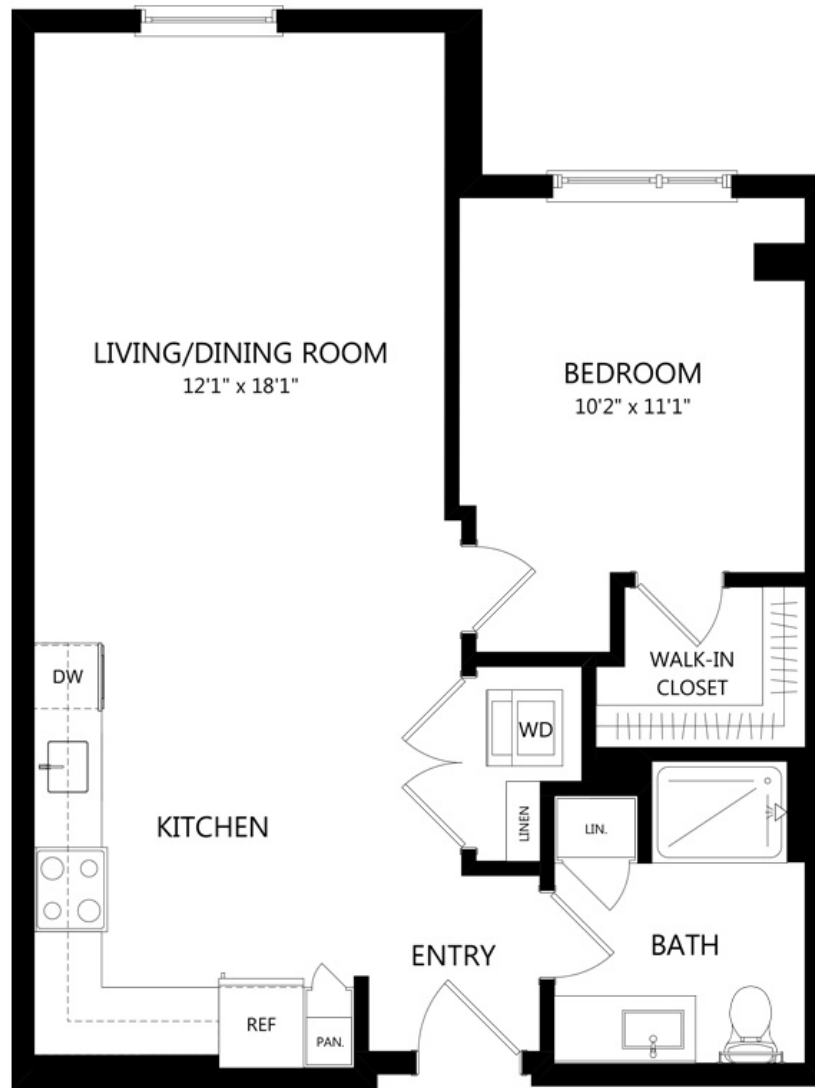 LIVING/DINING ROOM
12'1" x 18'1"
BEDROOM
10'2" x 11'1"
WALK-IN
CLOSET
DW
WD
LINEN
LIN.
KITCHEN
ENTRY
BATH
REF
PAN.